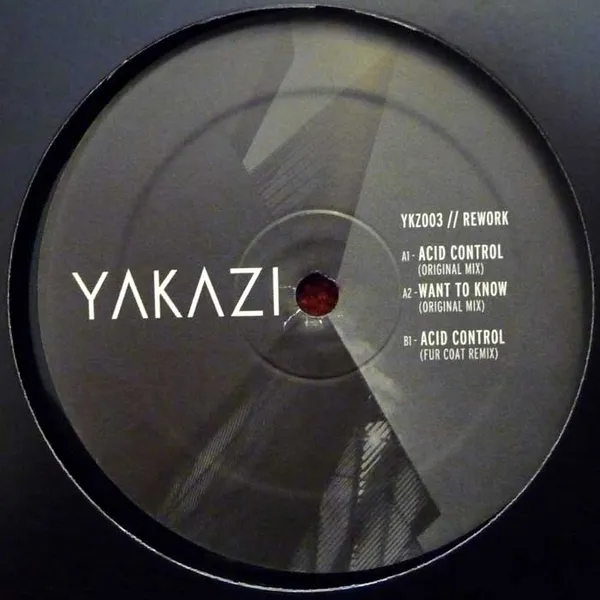 YAKAZI
YKZ003 // REWORK
A1 - ACID CONTROL
(ORIGINAL MIX)
A2 - WANT TO KNOW
(ORIGINAL MIX)
B1 - ACID CONTROL
(FUR COAT REMIX)